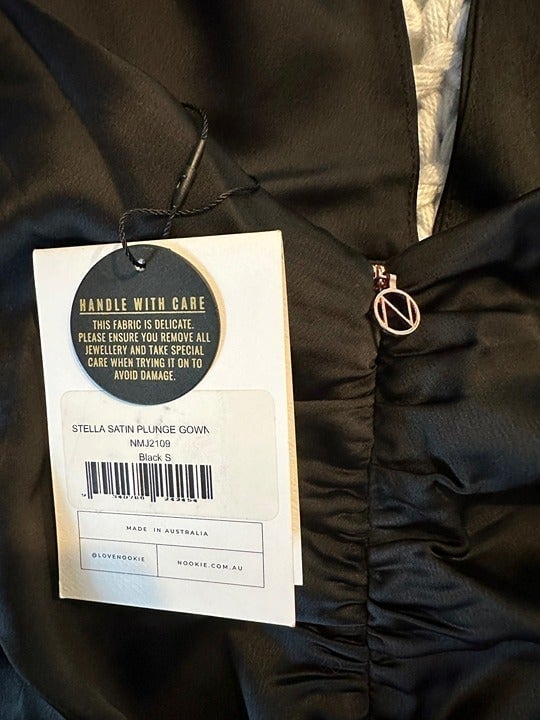 HANDLE WITH CARE
THIS FABRIC IS DELICATE.
PLEASE ENSURE YOU REMOVE ALL
JEWELLERY AND TAKE SPECIAL
CARE WHEN TRYING IT ON TO
AVOID DAMAGE.
N
STELLA SATIN PLUNGE GOWN
NMJ2109
Black S
MADE IN AUSTRALIA
@LOVENOOKIE
NOOKIE.COM.AU